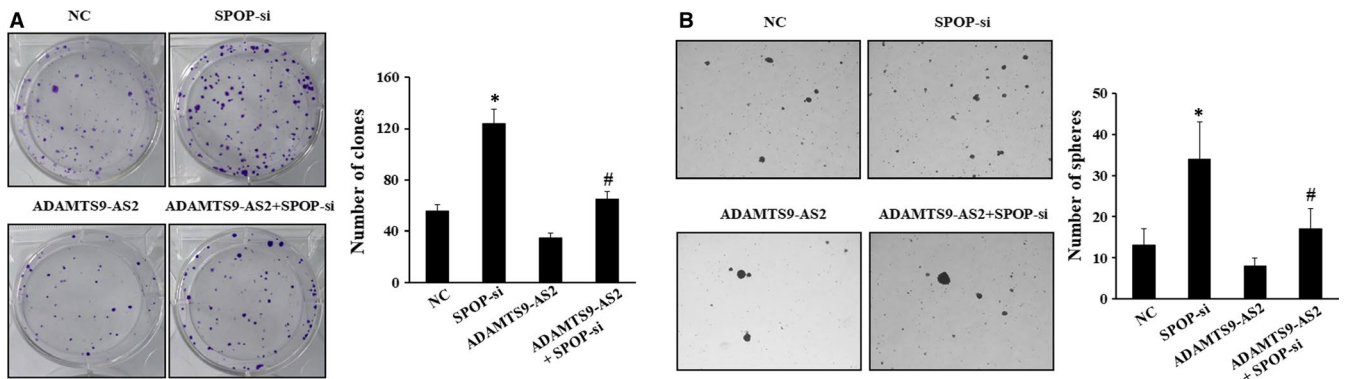 A
NC
SPOP-si
ADAMTS9-AS2
ADAMTS9-AS2+SPOP-si
Number of clones
160
120
80
40
0
*
#
NC
SPOP-si
ADAMTS9-AS2
ADAMTS9-AS2
+ SPOP-si
B
NC
SPOP-si
ADAMTS9-AS2
ADAMTS9-AS2+SPOP-si
Number of spheres
50
40
30
20
10
0
*
#
NC
SPOP-si
ADAMTS9-AS2
ADAMTS9-AS2
+ SPOP-si